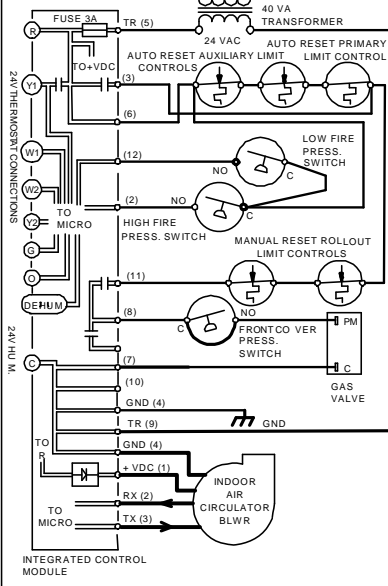 40 VA
TRANSFORMER
FUSE 3A
TR (5)
R
24 VAC
AUTO RESET AUXILIARY LIMIT
CONTROLS
AUTO RESET PRIMARY
LIMIT CONTROL
TO+VDC
Y1
(3)
(6)
24V THERMOSTAT CONNECTIONS
W1
(12)
LOW FIRE
PRESS.
SWITCH
NO
C
W2
(2)
NO
C
TO
MICRO
Y2
HIGH FIRE
PRESS. SWITCH
G
MANUAL RESET ROLLOUT
LIMIT CONTROLS
O
(11)
DEHUM
(8)
NO
C
FRONTCO VER
PRESS.
SWITCH
PM
24V HU M.
C
(7)
C
GAS
VALVE
(10)
GND (4)
TR (9)
GND
TO
R
GND (4)
+ VDC (1)
N
INDOOR
AIR
CIRCULATOR
BLWR
RX (2)
TO
MICRO
TX (3)
INTEGRATED CONTROL
MODULE